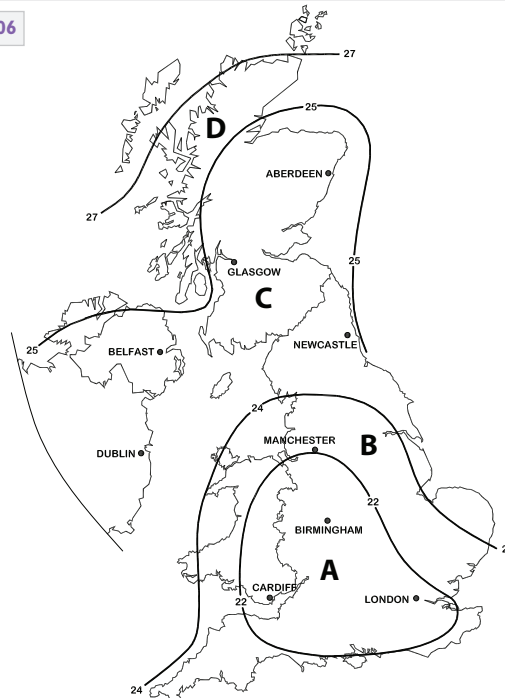 06
27
25
D
ABERDEEN
27
25
GLASGOW
C
NEWCASTLE
25
BELFAST
24
MANCHESTER
B
DUBLIN
22
BIRMINGHAM
A
CARDIFF
22
LONDON
24